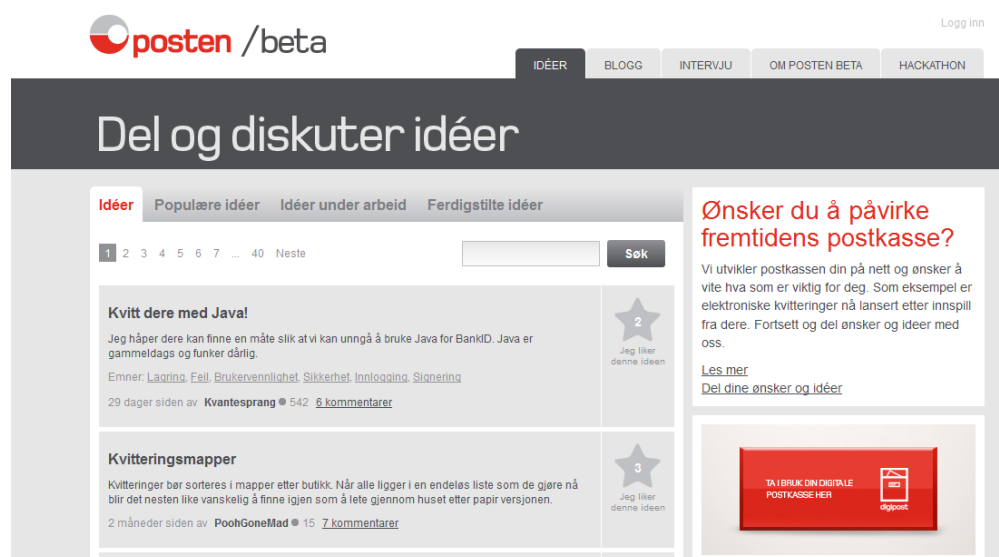 posten /beta
Logg inn
IDÉER BLOGG INTERVJU OM POSTEN BETA HACKATHON
Del og diskuter idéer
Idéer Populære idéer Idéer under arbeid Ferdigstilte idéer
1 2 3 4 5 6 7 ... 40 Neste
Søk
Kvitt dere med Java!
Jeg håper dere kan finne en måte slik at vi kan unngå å bruke Java for BankID. Java er
gammeldags og funker dårlig.
Emner: Lagring, Feil, Brukervennlighet, Sikkerhet, Innlogging, Signering
29 dager siden av Kvantesprang 542 6 kommentarer
2
Jeg liker
denne ideen
Kvitteringsmapper
Kvitteringer bør sorteres i mapper etter butikk. Når alle ligger i en endeløs liste som de gjøre nå
blir det nesten like vanskelig å finne igjen som å lete gjennom huset etter papir versjonen.
2 måneder siden av PoohGoneMad 15 7 kommentarer
3
Jeg liker
denne ideen
Ønsker du å påvirke
fremtidens postkasse?
Vi utvikler postkassen din på nett og ønsker å
vite hva som er viktig for deg. Som eksempel er
elektroniske kvitteringer nå lansert etter innspill
fra dere. Fortsett og del ønsker og ideer med
oss.
Les mer
Del dine ønsker og idéer
TA I BRUK DIN DIGITALE
POSTKASSE HER
digipost